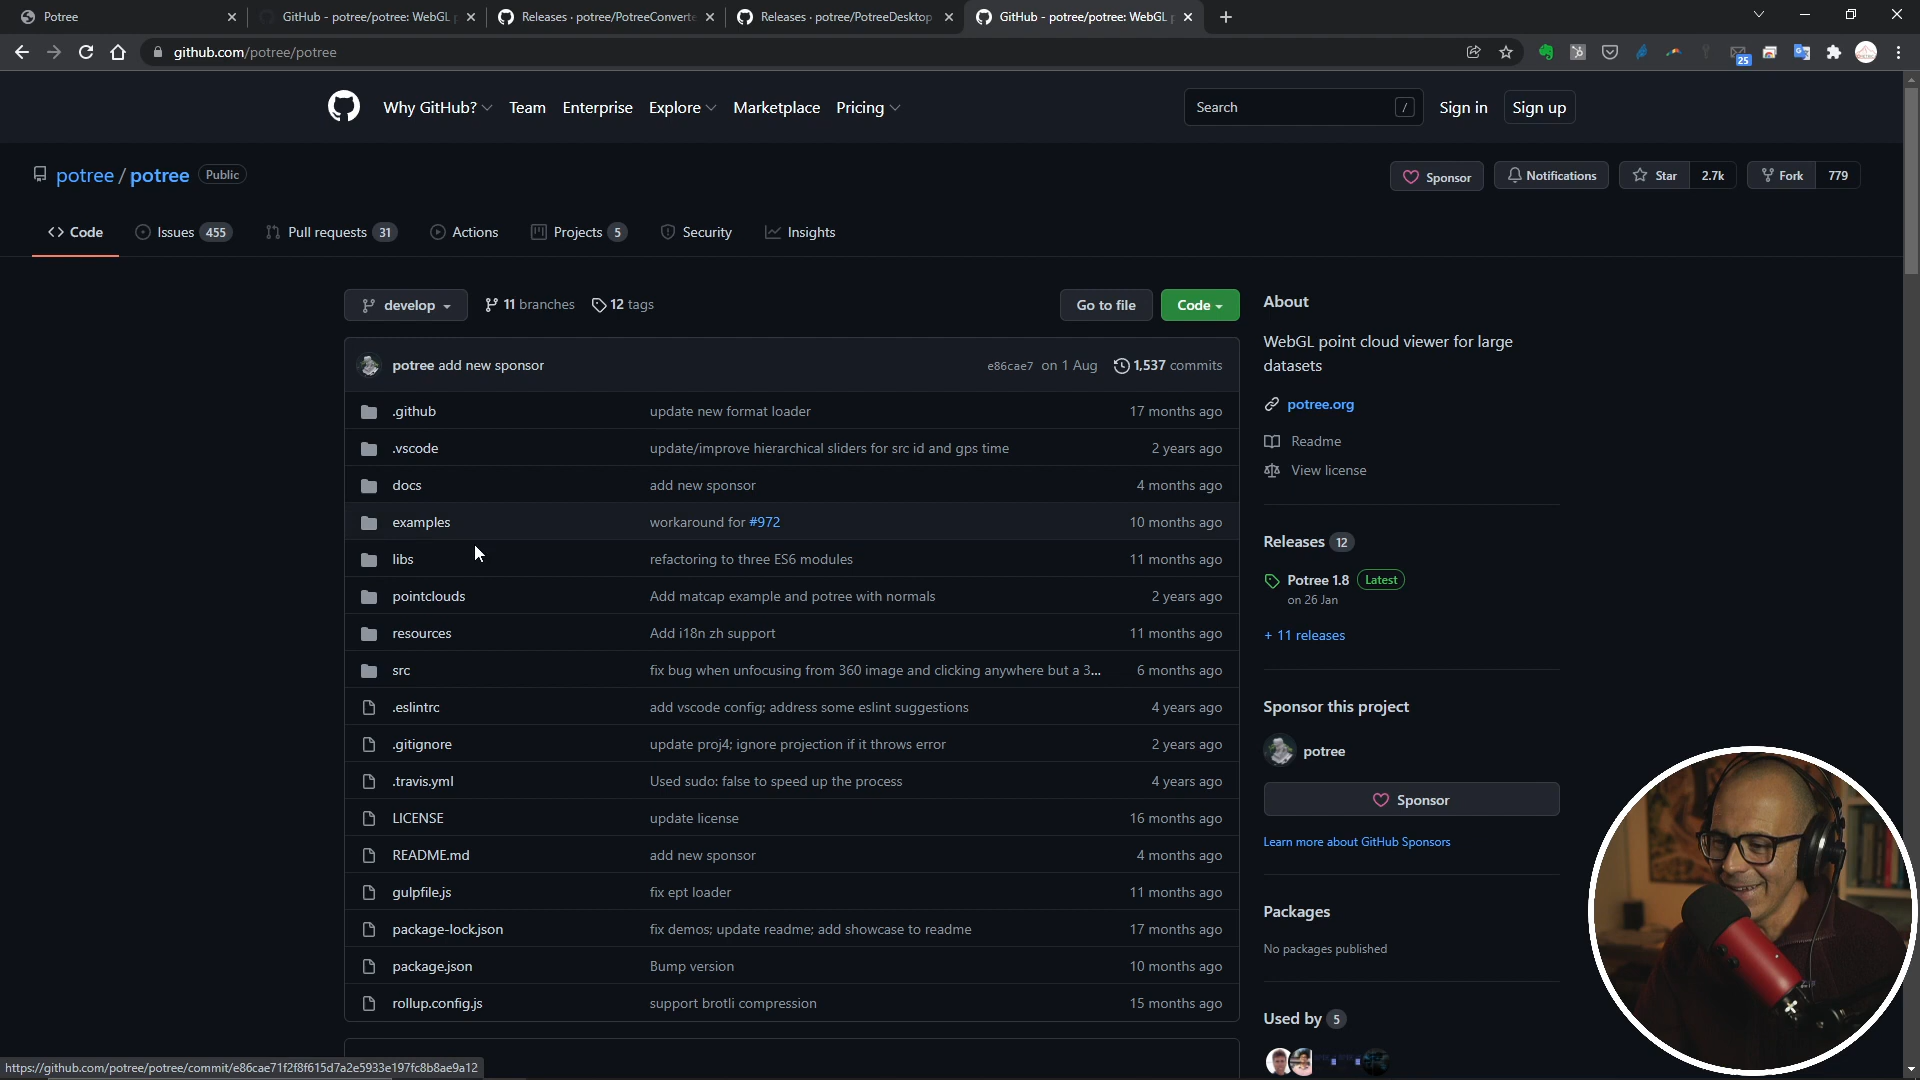 Potree
GitHub - potree/potree: WebGL p
Releases · potree/PotreeConverte
Releases · potree/PotreeDesktop
GitHub - potree/potree: WebGL p
github.com/potree/potree
25
Why GitHub?
Team
Enterprise
Explore
Marketplace
Pricing
Search
/
Sign in
Sign up
potree / potree
Public
Sponsor
Notifications
Star
2.7k
Fork
779
Code
Issues 455
Pull requests 31
Actions
Projects 5
Security
Insights
develop
11 branches
12 tags
Go to file
Code
potree add new sponsor
e86cae7 on 1 Aug
1,537 commits
.github
update new format loader
17 months ago
.vscode
update/improve hierarchical sliders for src id and gps time
2 years ago
docs
add new sponsor
4 months ago
examples
workaround for #972
10 months ago
libs
refactoring to three ES6 modules
11 months ago
pointclouds
Add matcap example and potree with normals
2 years ago
resources
Add i18n zh support
11 months ago
src
fix bug when unfocusing from 360 image and clicking anywhere but a 3...
6 months ago
.eslintrc
add vscode config; address some eslint suggestions
4 years ago
.gitignore
update proj4; ignore projection if it throws error
2 years ago
.travis.yml
Used sudo: false to speed up the process
4 years ago
LICENSE
update license
16 months ago
README.md
add new sponsor
4 months ago
gulpfile.js
fix ept loader
11 months ago
package-lock.json
fix demos; update readme; add showcase to readme
17 months ago
package.json
Bump version
10 months ago
rollup.config.js
support brotli compression
15 months ago
About
WebGL point cloud viewer for large
datasets
potree.org
Readme
View license
Releases 12
Potree 1.8 Latest
on 26 Jan
+ 11 releases
Sponsor this project
potree
Sponsor
Learn more about GitHub Sponsors
Packages
No packages published
Used by 5
https://github.com/potree/potree/commit/e86cae71f2f8f615d7a2e5933e197fc8b8ae9a12